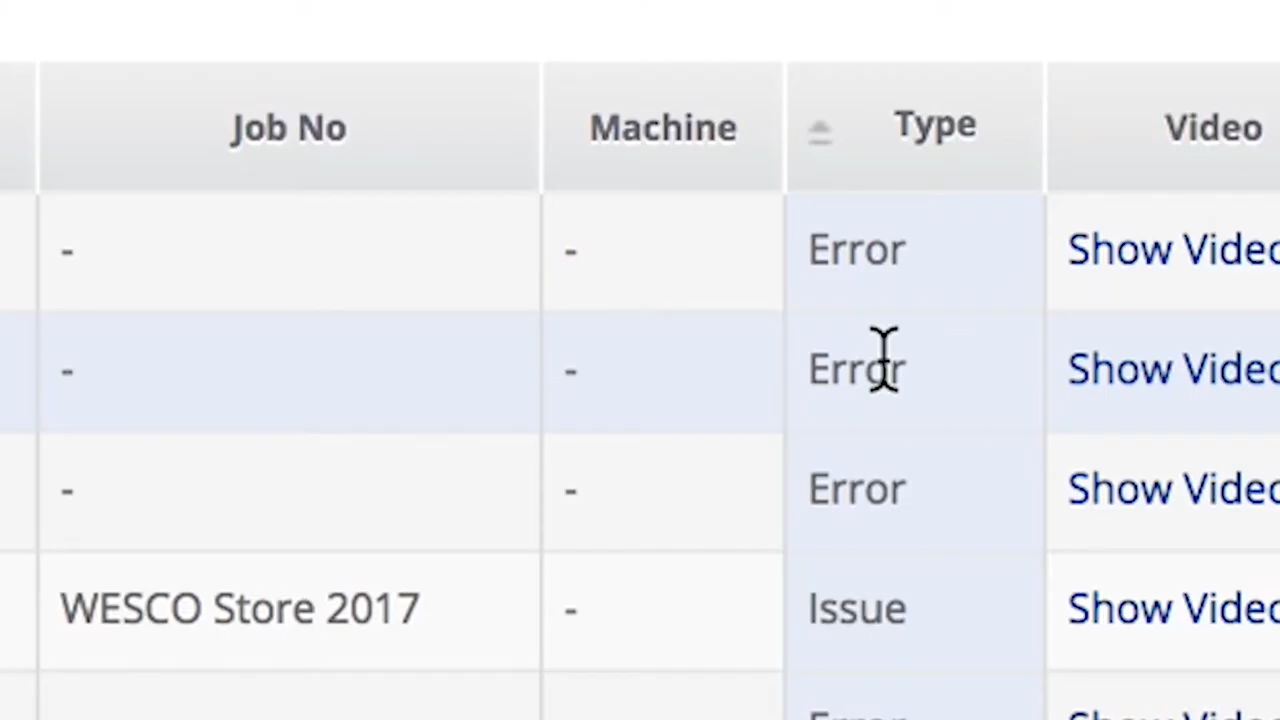 Job No Machine Type Video
- - Error Show Video
- - Error Show Video
- - Error Show Video
WESCO Store 2017 - Issue Show Video
Error